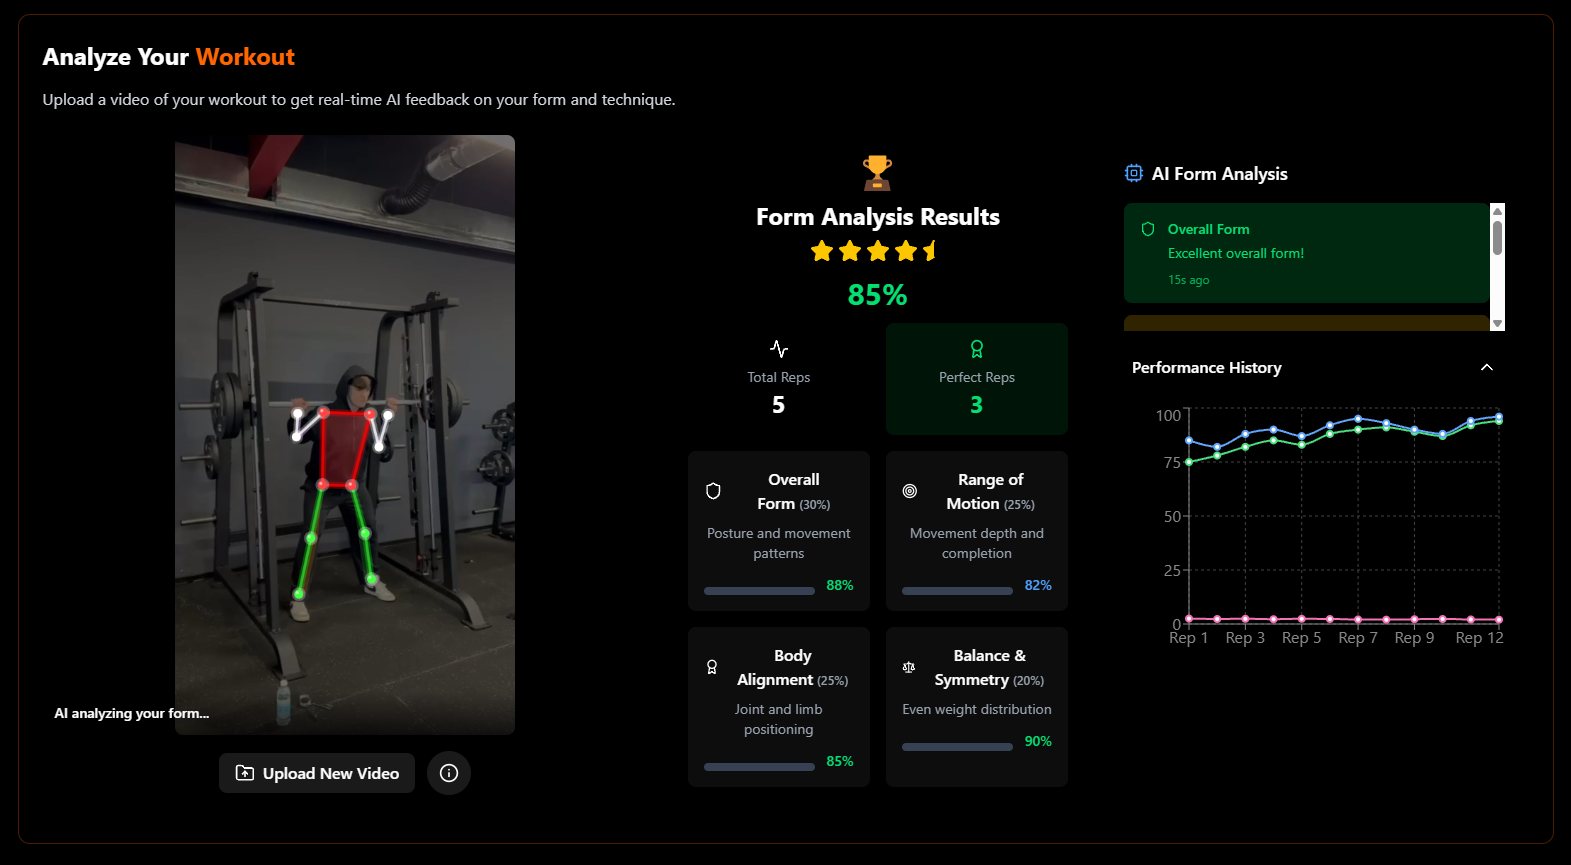 Analyze Your Workout
Upload a video of your workout to get real-time AI feedback on your form and technique.
AI analyzing your form...
Upload New Video
Form Analysis Results
85%
Total Reps
5
Perfect Reps
3
Overall
Form (30%)
Posture and movement
patterns
88%
Range of
Motion (25%)
Movement depth and
completion
82%
Body
Alignment (25%)
Joint and limb
positioning
85%
Balance &
Symmetry (20%)
Even weight distribution
90%
AI Form Analysis
Overall Form
Excellent overall form!
15s ago
Performance History
100
75
50
25
0
Rep 1 Rep 3 Rep 5 Rep 7 Rep 9 Rep 12